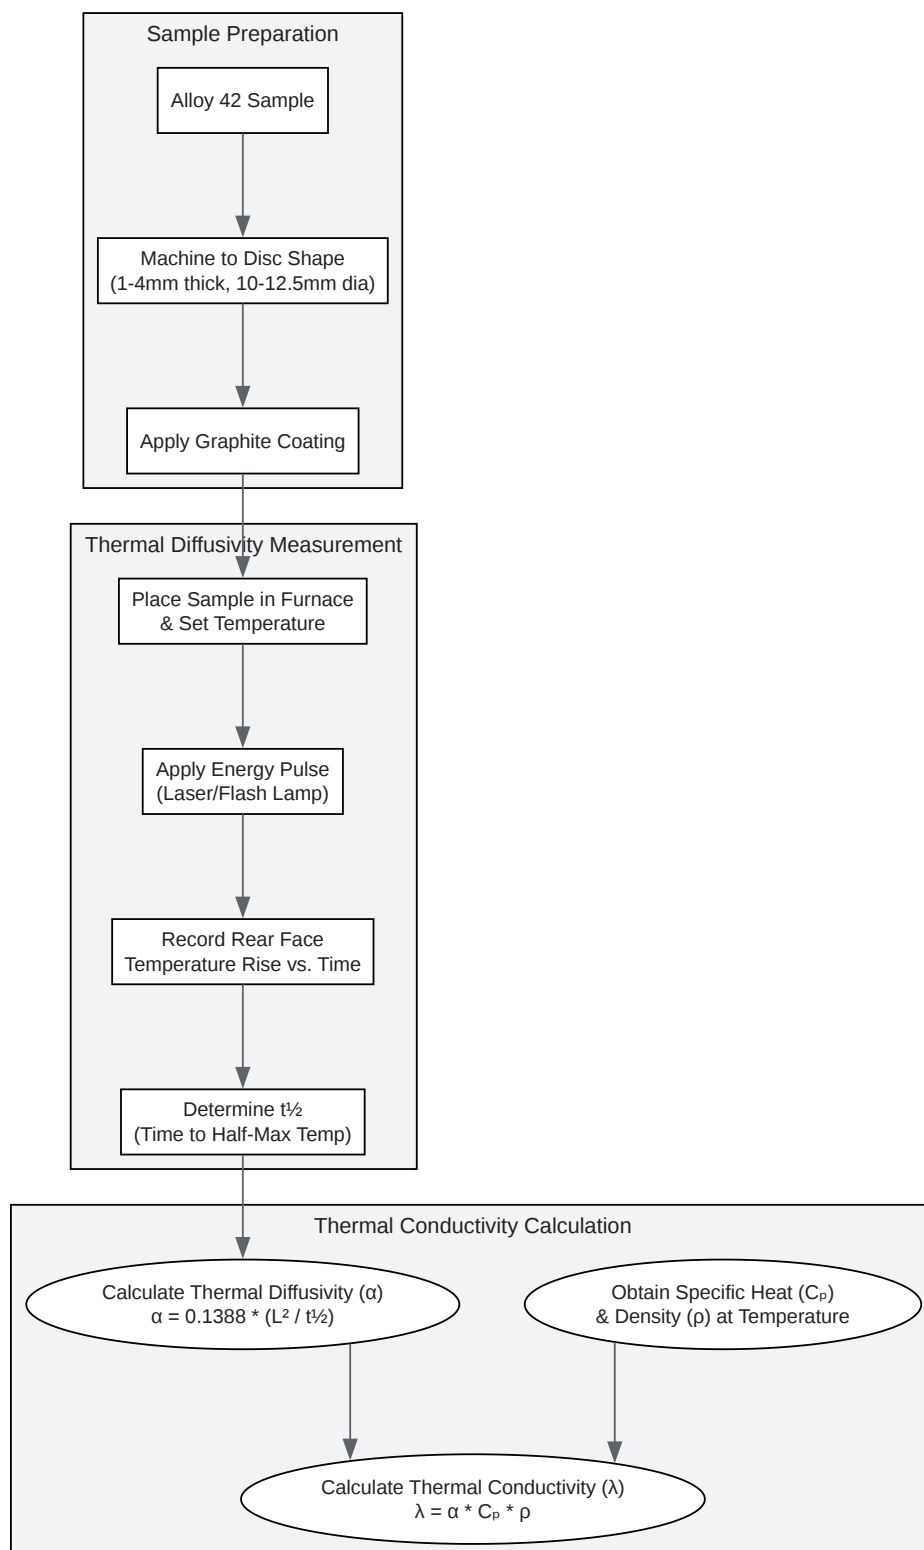 Sample Preparation
Alloy 42 Sample
Machine to Disc Shape
(1-4mm thick, 10-12.5mm dia)
Apply Graphite Coating
Thermal Diffusivity Measurement
Place Sample in Furnace
& Set Temperature
Apply Energy Pulse
(Laser/Flash Lamp)
Record Rear Face
Temperature Rise vs. Time
Determine t½
(Time to Half-Max Temp)
Thermal Conductivity Calculation
Calculate Thermal Diffusivity (α)
α = 0.1388 * (L² / t½)
Obtain Specific Heat (Cₚ)
& Density (ρ) at Temperature
Calculate Thermal Conductivity (λ)
λ = α * Cₚ * ρ